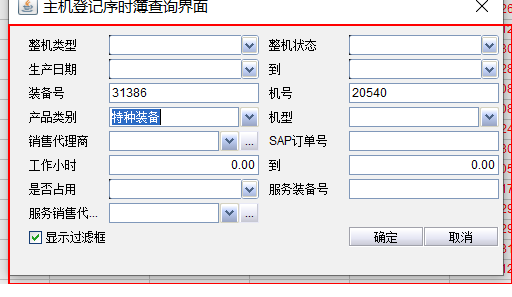 主机登记序时簿查询界面
整机类型 整机状态
生产日期 到
装备号 31386 机号 20540
产品类别 特种装备 机型
销售代理商 ... SAP订单号
工作小时 0.00 到 0.00
是否占用 服务装备号
服务销售代... ...
显示过滤框 确定 取消